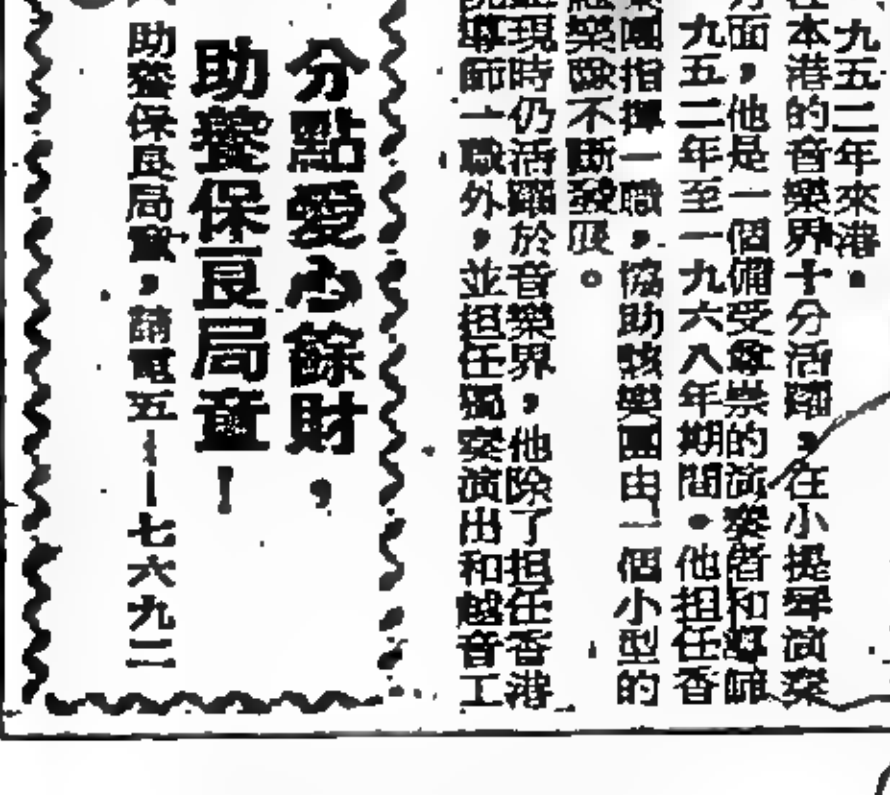 九五二年來港。
在本港的音樂界十分活躍,在小提琴演奏
方面,他是一個備受尊崇的演奏者和導師
九五二年至一九六八年期間。他担任香
樂團指揮一職,協助該樂團由一個小型的
樂隊不斷發展。
現時仍活躍於音樂界,他除了担任香港
導師一職外,並担任獨奏演出和音工
分點愛心餘財,
助養保良局童!
助養保良局,請電五——七六九二